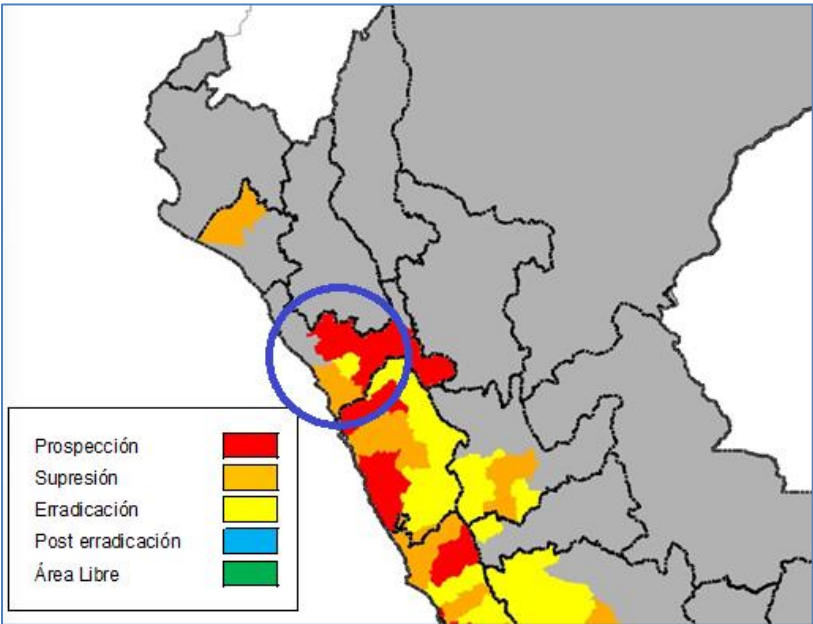 Prospección
Supresión
Erradicación
Post erradicación
Área Libre